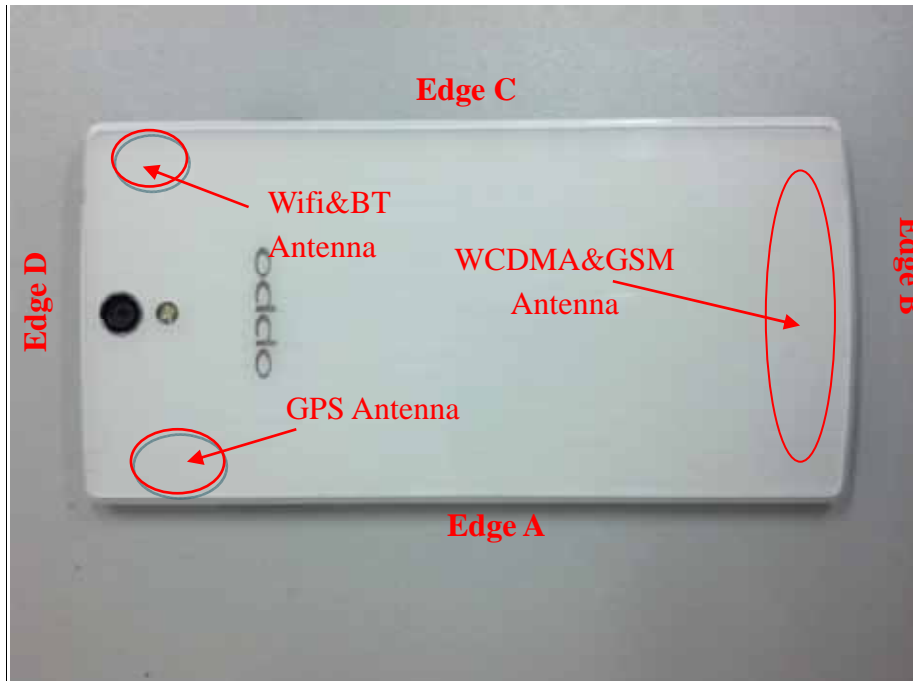 Edge C
Wifi&BT
Antenna
WCDMA&GSM
Antenna
Edge D
Edge B
oppo
GPS Antenna
Edge A